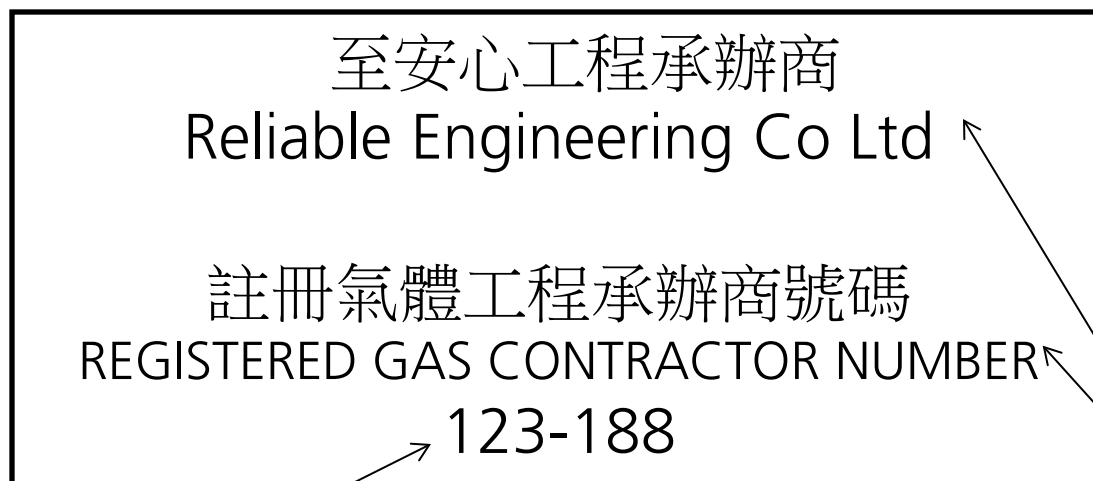 至安心工程承辦商
Reliable Engineering Co Ltd
註冊氣體工程承辦商號碼
REGISTERED GAS CONTRACTOR NUMBER
123-188